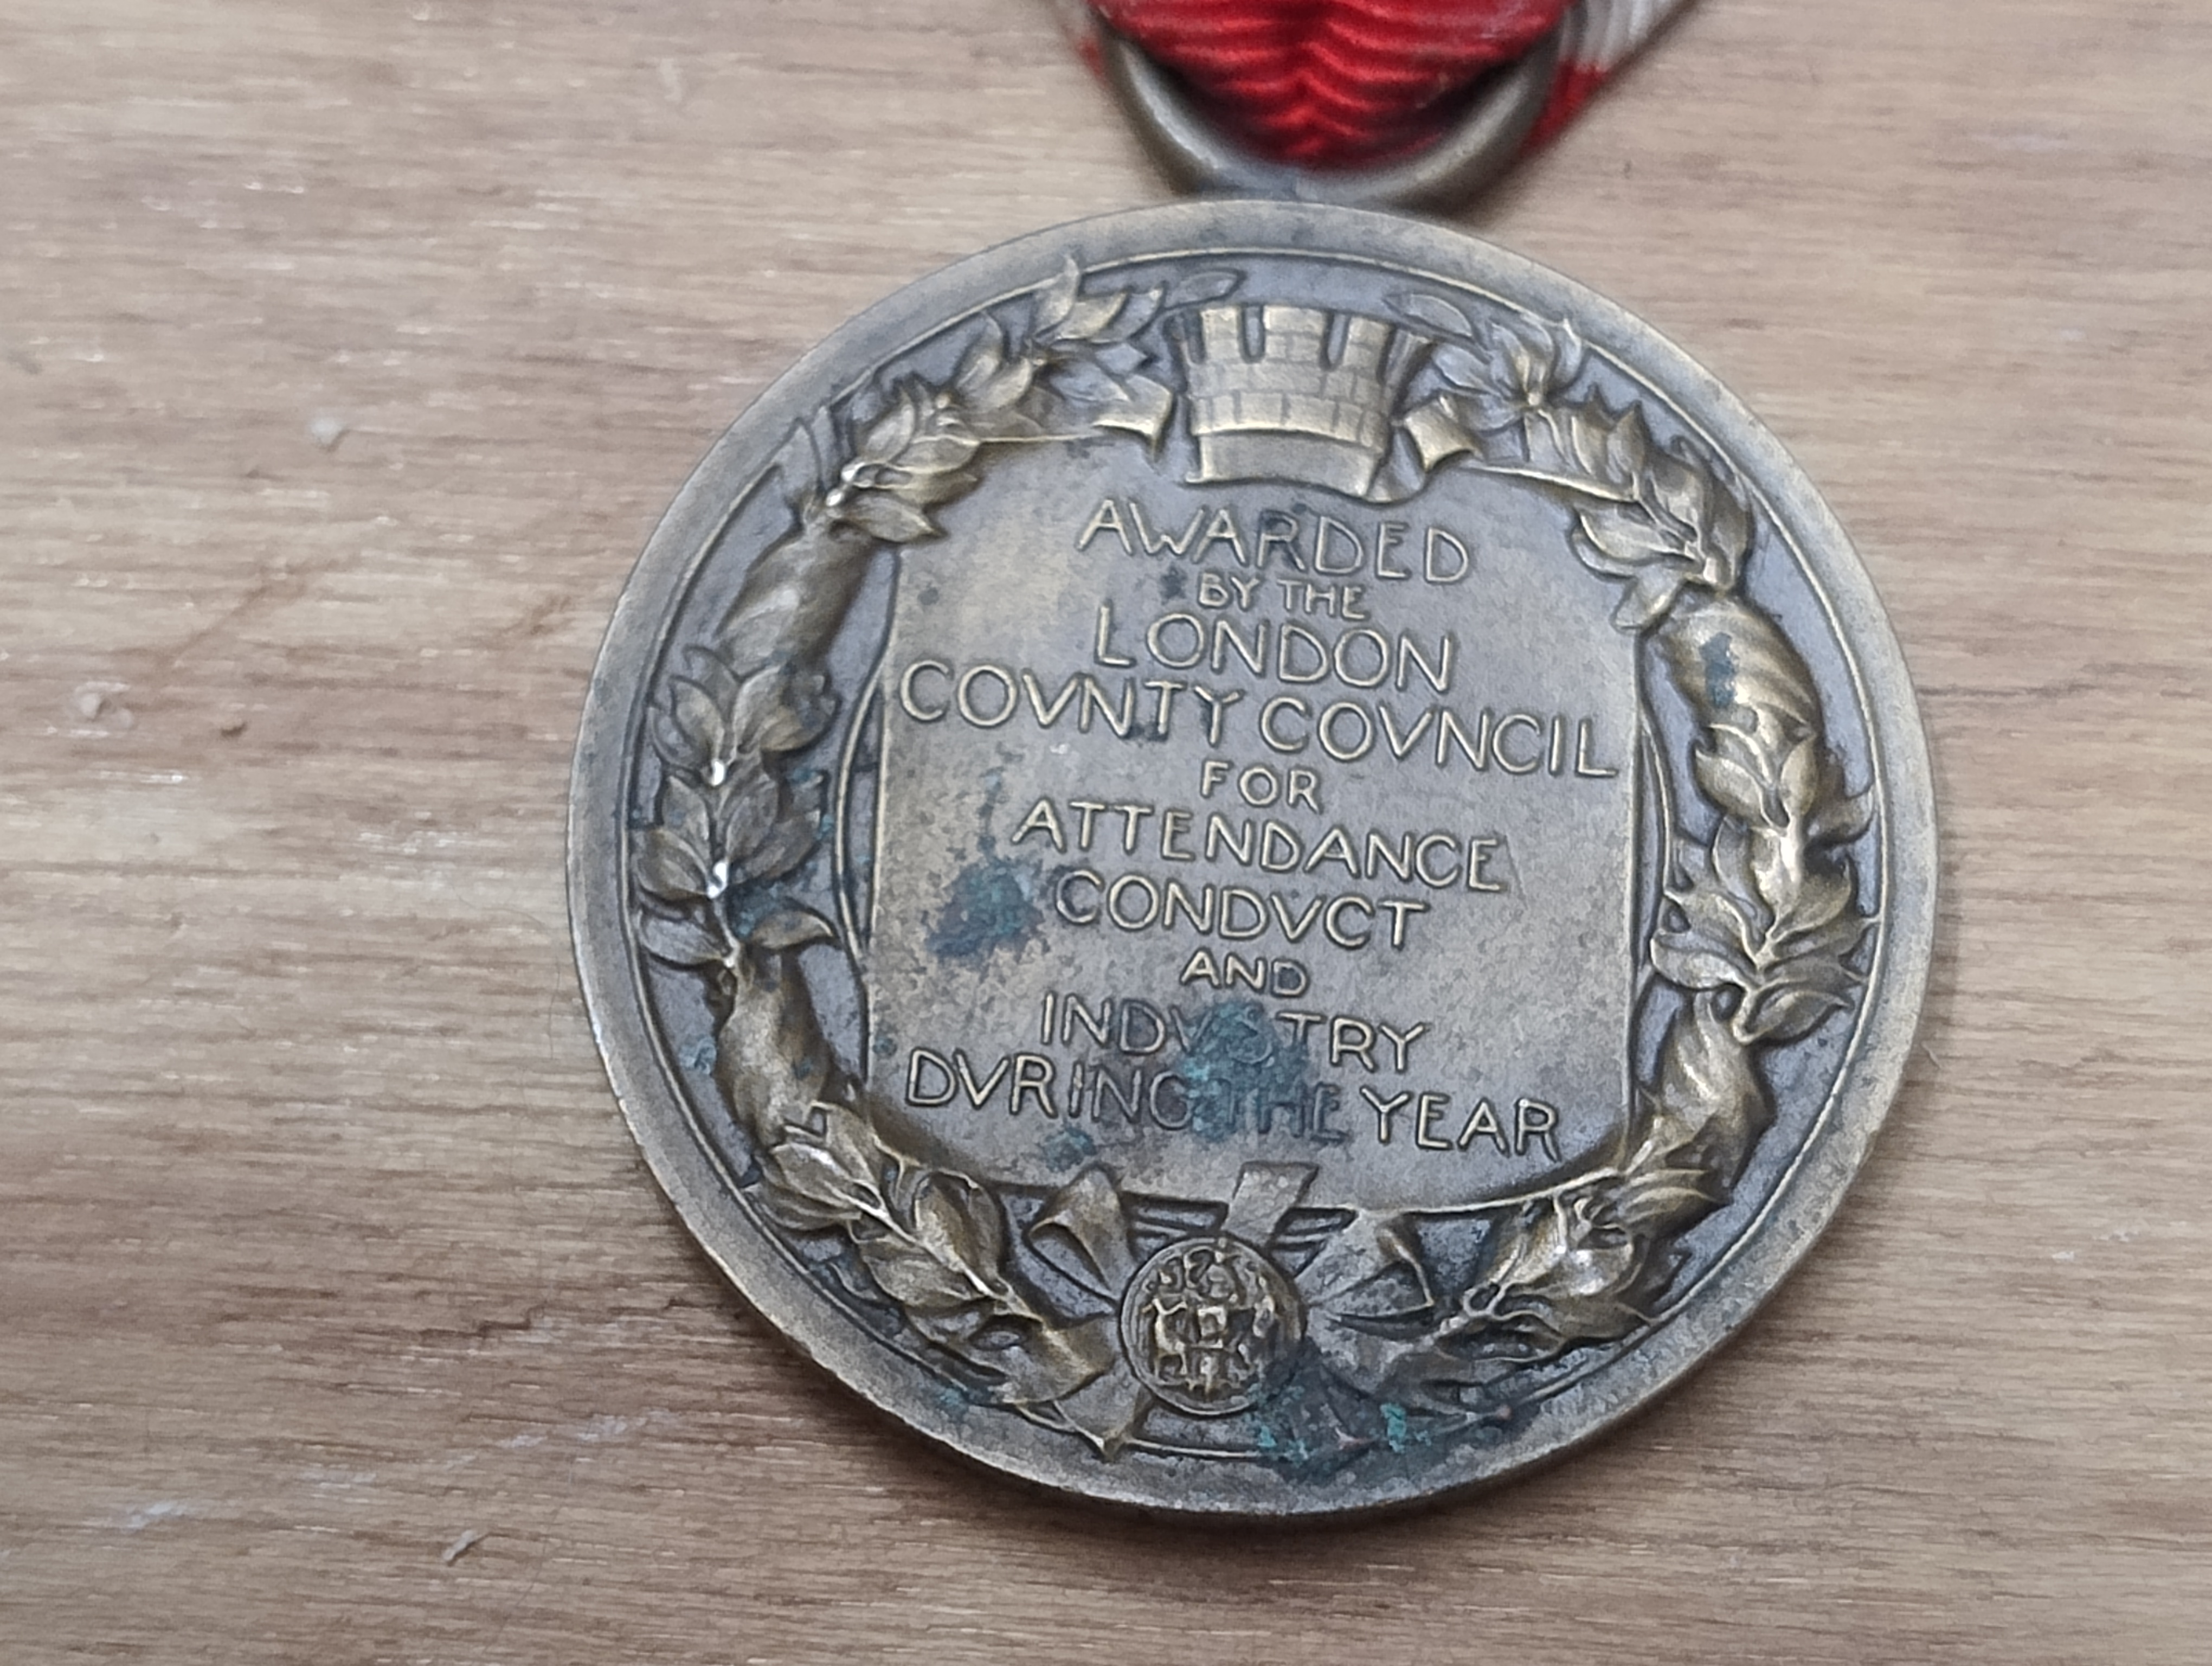 AWARDED
BY THE
LONDON
COVNTY COVNCIL
FOR
ATTENDANCE
CONDVCT
AND
INDVSTRY
DVRING THE YEAR